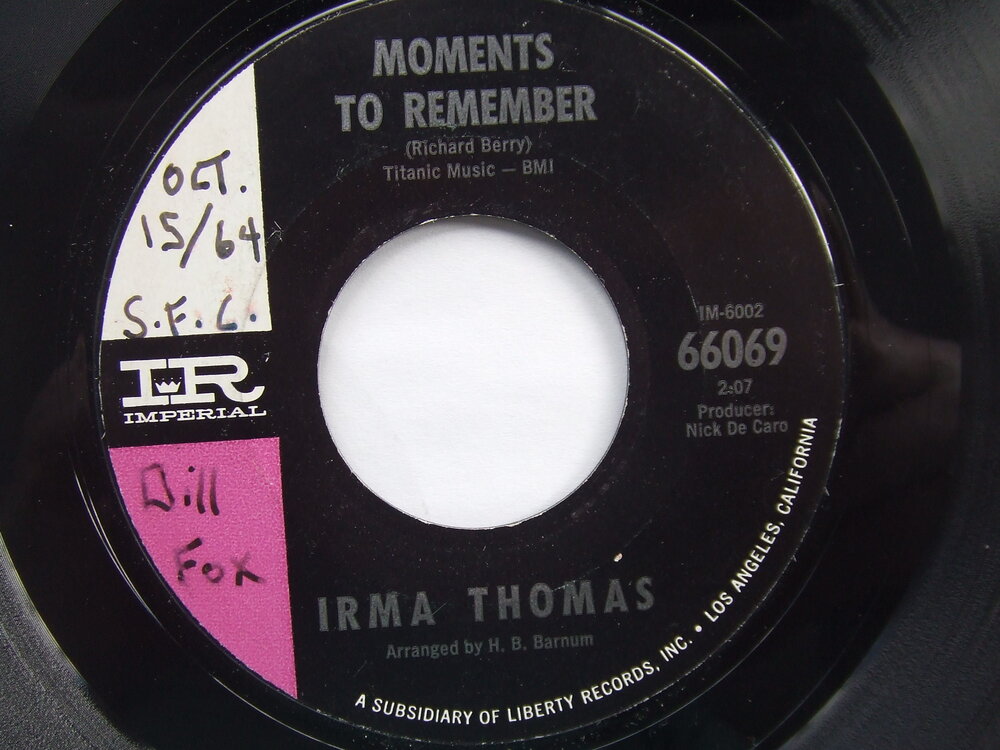 MOMENTS
TO REMEMBER
(Richard Berry)
Titanic Music — BMI
OCT.
15/64
S.F.C.
IR
IMPERIAL
Bill
Fox
IM-6002
66069
2:07
Producer:
Nick De Caro
IRMA THOMAS
Arranged by H. B. Barnum
A SUBSIDIARY OF LIBERTY RECORDS, INC. • LOS ANGELES, CALIFORNIA